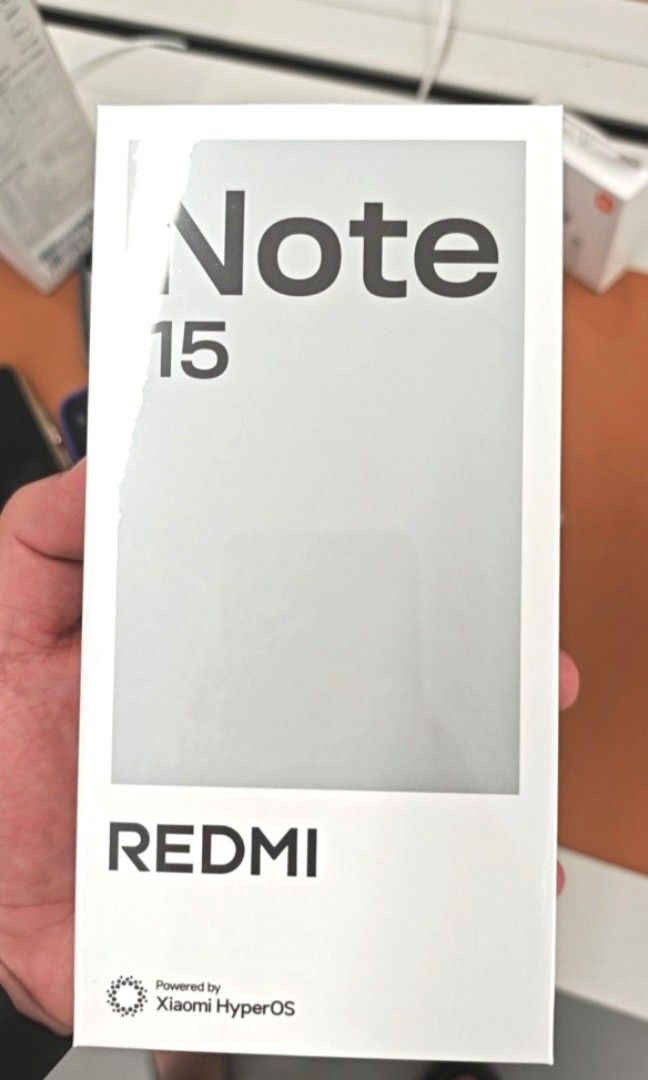 Note
15
REDMI
Powered by
Xiaomi HyperOS